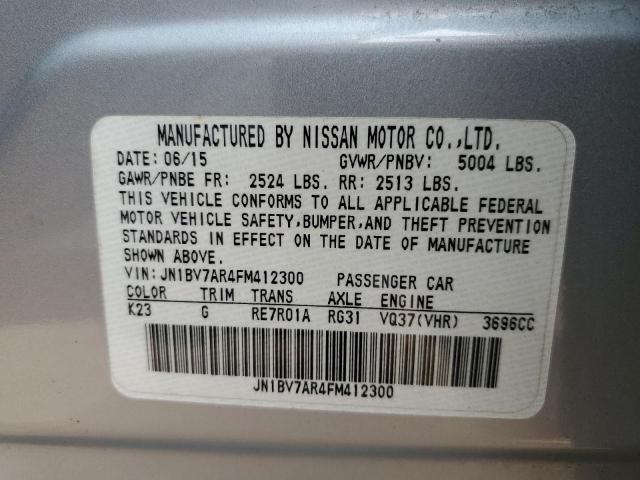 MANUFACTURED BY NISSAN MOTOR CO.,LTD.
DATE: 06/15 GVWR/PNBV: 5004 LBS.
GAWR/PNBE FR: 2524 LBS. RR: 2513 LBS.
THIS VEHICLE CONFORMS TO ALL APPLICABLE FEDERAL
MOTOR VEHICLE SAFETY,BUMPER,AND THEFT PREVENTION
STANDARDS IN EFFECT ON THE DATE OF MANUFACTURE
SHOWN ABOVE.
VIN: JN1BV7AR4FM412300 PASSENGER CAR
COLOR TRIM TRANS AXLE ENGINE
K23 G RE7R01A RG31 VQ37(VHR) 3696CC
JN1BV7AR4FM412300